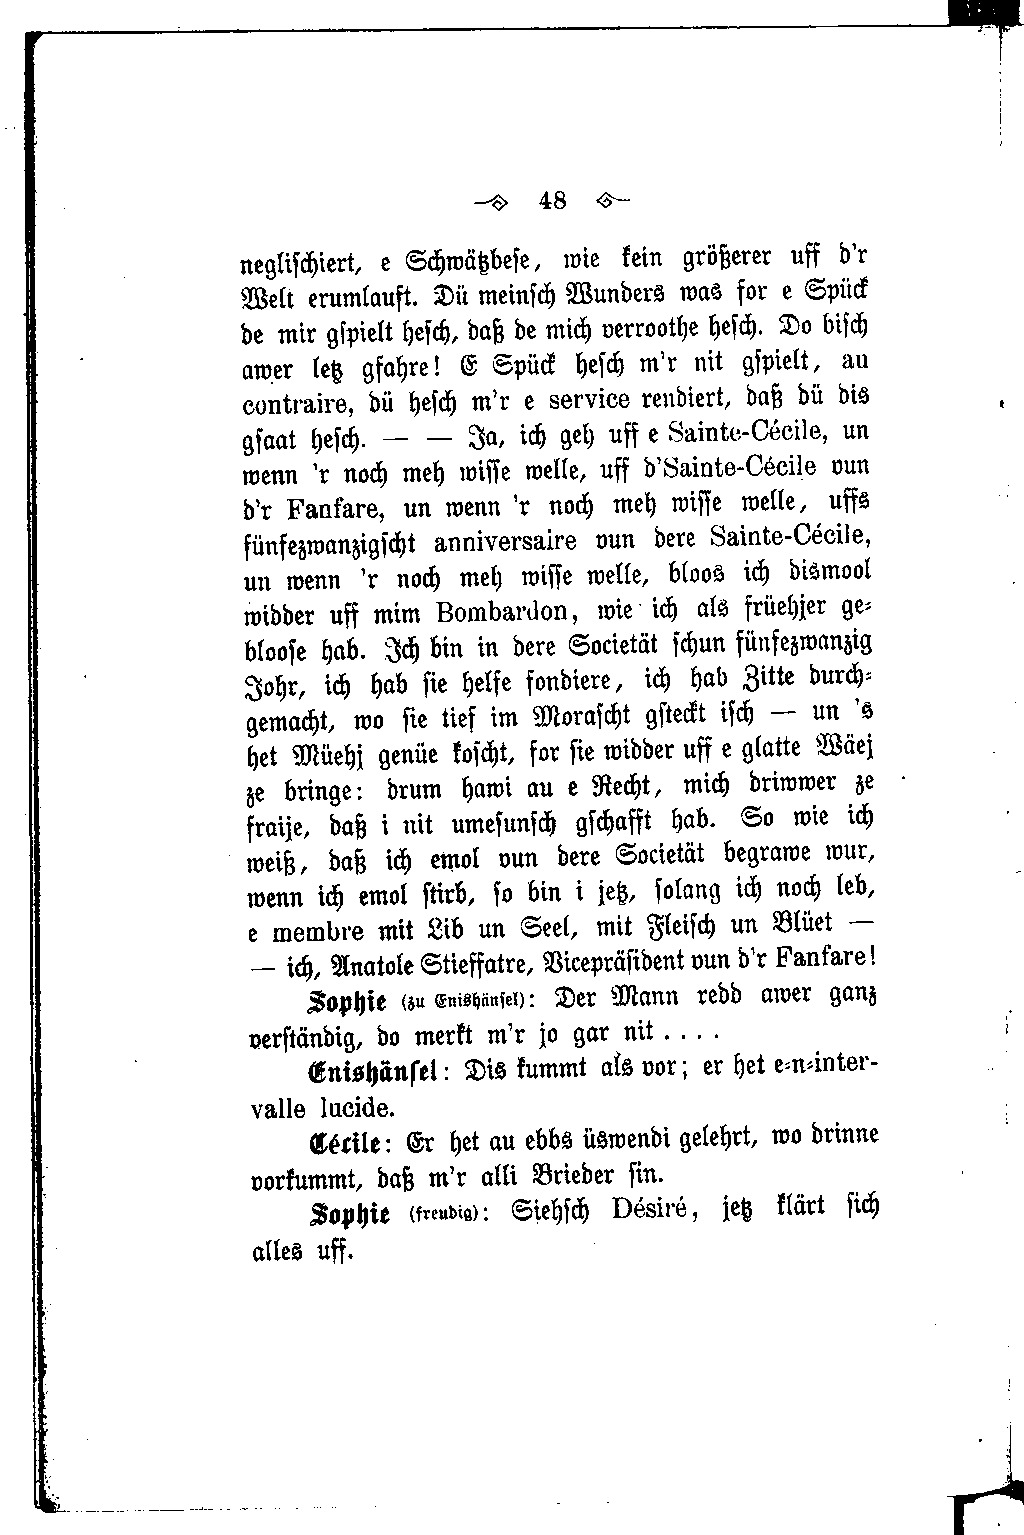 48
neglischiert, e Schwätzbese, wie kein größerer uff d'r
Welt erumlauft. Dü meinsch Wunders was for e Spück
de mir gspielt hesch, daß de mich verroothe hesch. Do bisch
awer letz gfahre! E Spück hesch m'r nit gspielt, au
contraire, dü hesch m'r e service rendiert, daß dü dis
gsaat hesch. — — Ja, ich geh uff e Sainte-Cécile, un
wenn 'r noch meh wisse welle, uff d'Sainte-Cécile vun
d'r Fanfare, un wenn 'r noch meh wisse welle, uffs
fünfezwanzigscht anniversaire vun dere Sainte-Cécile,
un wenn 'r noch meh wisse welle, bloos ich dismool
widder uff mim Bombardon, wie ich als früehjer ge-
bloose hab. Ich bin in dere Societät schun fünfezwanzig
Johr, ich hab sie helfe fondiere, ich hab Zitte durch-
gemacht, wo sie tief im Morascht gsteckt isch — un 's
het Müehj genüe koscht, for sie widder uff e glatte Wäej
ze bringe: drum hawi au e Recht, mich driwwer ze
fraije, daß i nit umesunsch gschafft hab. So wie ich
weiß, daß ich emol vun dere Societät begrawe wur,
wenn ich emol stirb, so bin i jetz, solang ich noch leb,
e membre mit Lib un Seel, mit Fleisch un Blüet —
— ich, Anatole Stieffatre, Vicepräsident vun d'r Fanfare!
Sophie (zu Enishänsel): Der Mann redd awer ganz
verständig, do merkt m'r jo gar nit . . . .
Enishänsel: Dis kummt als vor; er het e-n-inter-
valle lucide.
Cécile: Er het au ebbs üswendi gelehrt, wo drinne
vorkummt, daß m'r alli Brieder sin.
Sophie (freudig): Siehsch Désiré, jetz klärt sich
alles uff.